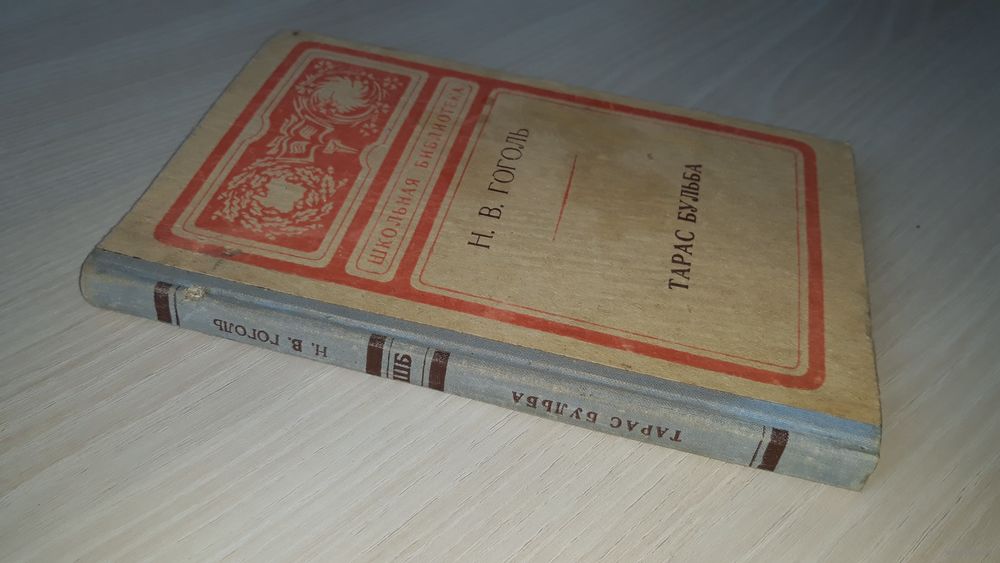 ШКОЛЬНАЯ БИБЛИОТЕКА
Н. В. ГОГОЛЬ
ТАРАС БУЛЬБА
Н. В. ГОГОЛЬ
ШБ
ТАРАС БУЛЬБА